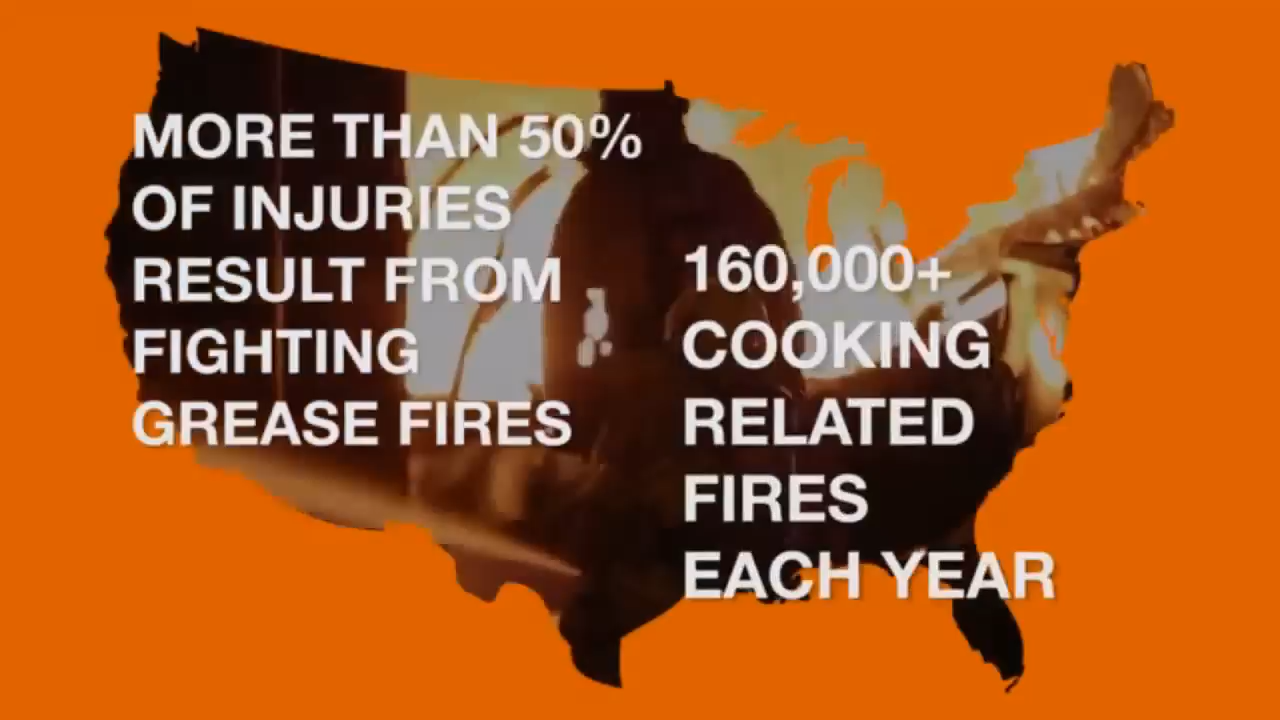 MORE THAN 50%
OF INJURIES
RESULT FROM
FIGHTING
GREASE FIRES
160,000+
COOKING
RELATED
FIRES
EACH YEAR